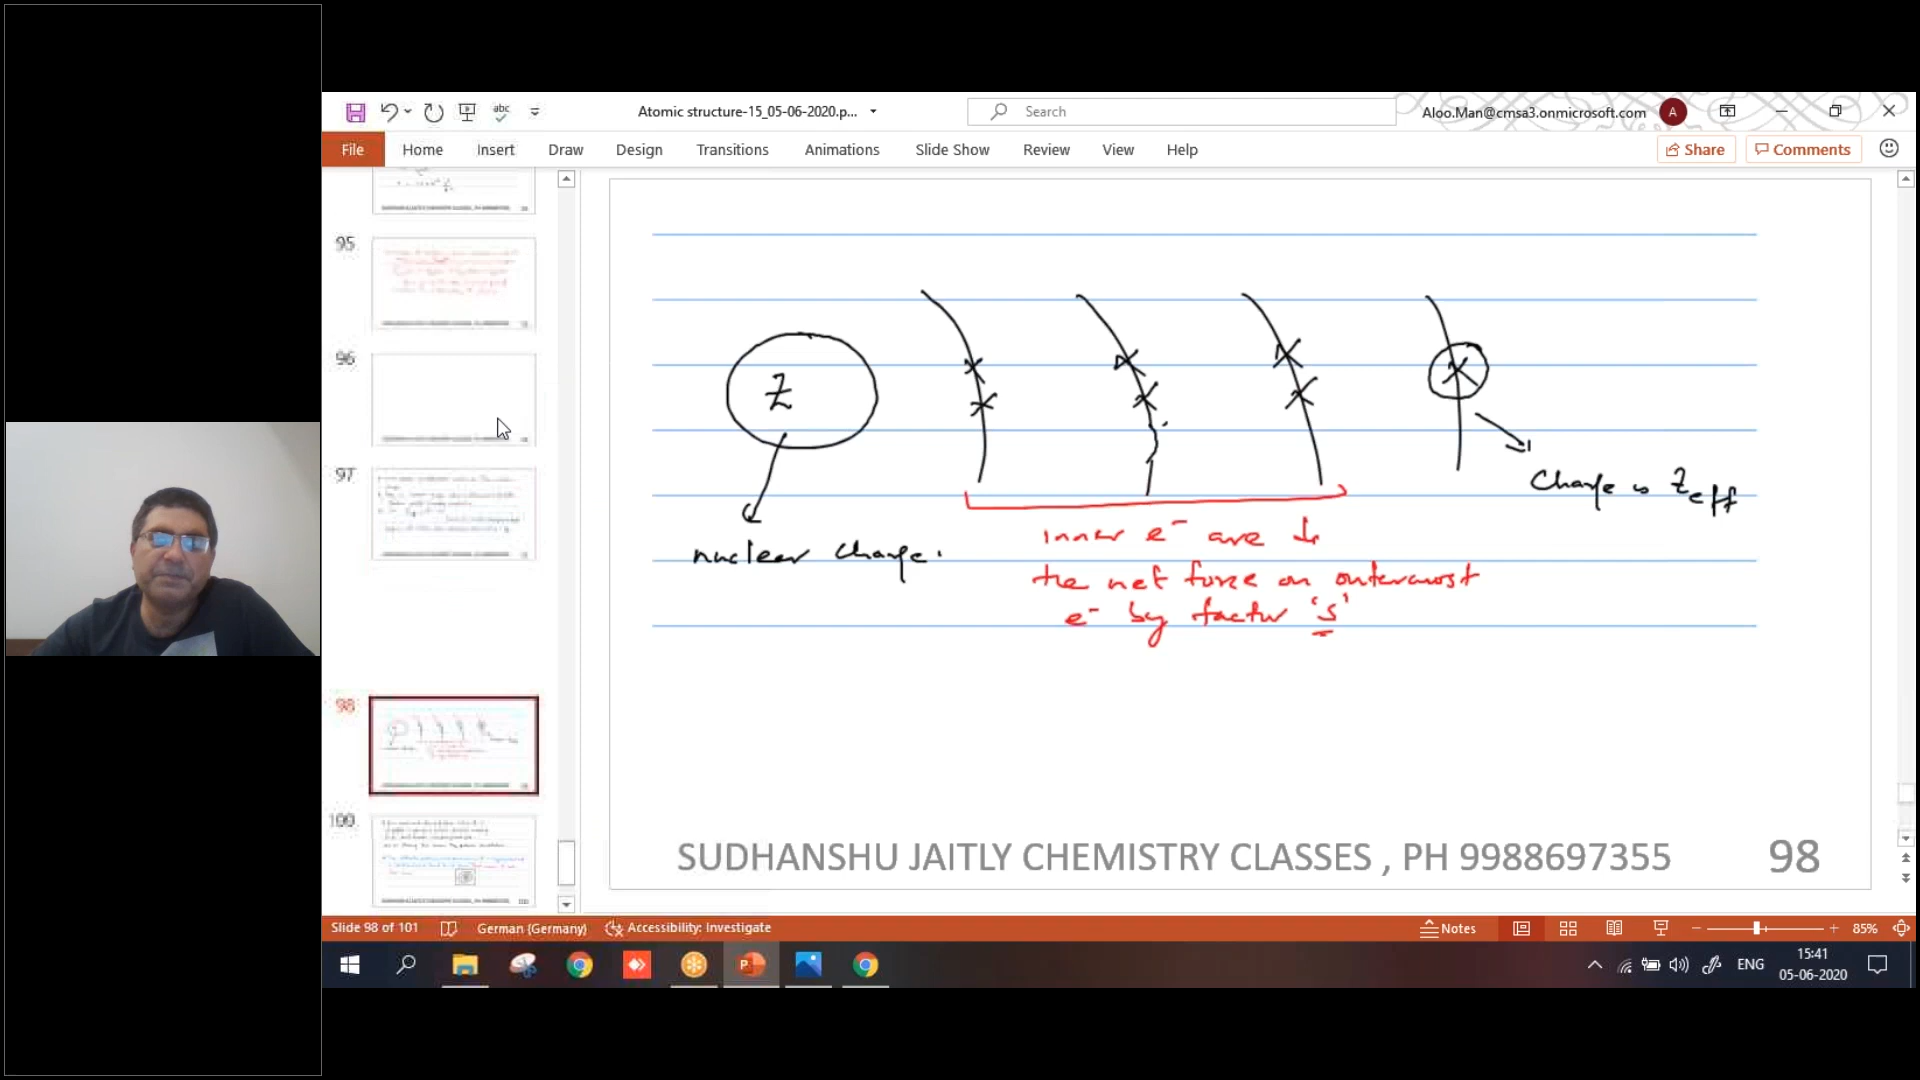 Atomic structure-15_05-06-2020.p...
Search
Aloo.Man@cmsa3.onmicrosoft.com
A
File Home Insert Draw Design Transitions Animations Slide Show Review View Help
Share Comments
95
96
97
98
100
Z
nuclear charge.
inner e⁻ are ↓
the net force on outermost
e⁻ by factor 's'
Charge is Zeff
SUDHANSHU JAITLY CHEMISTRY CLASSES , PH 9988697355 98
Slide 98 of 101 German (Germany) Accessibility: Investigate Notes 85%
ENG
15:41
05-06-2020